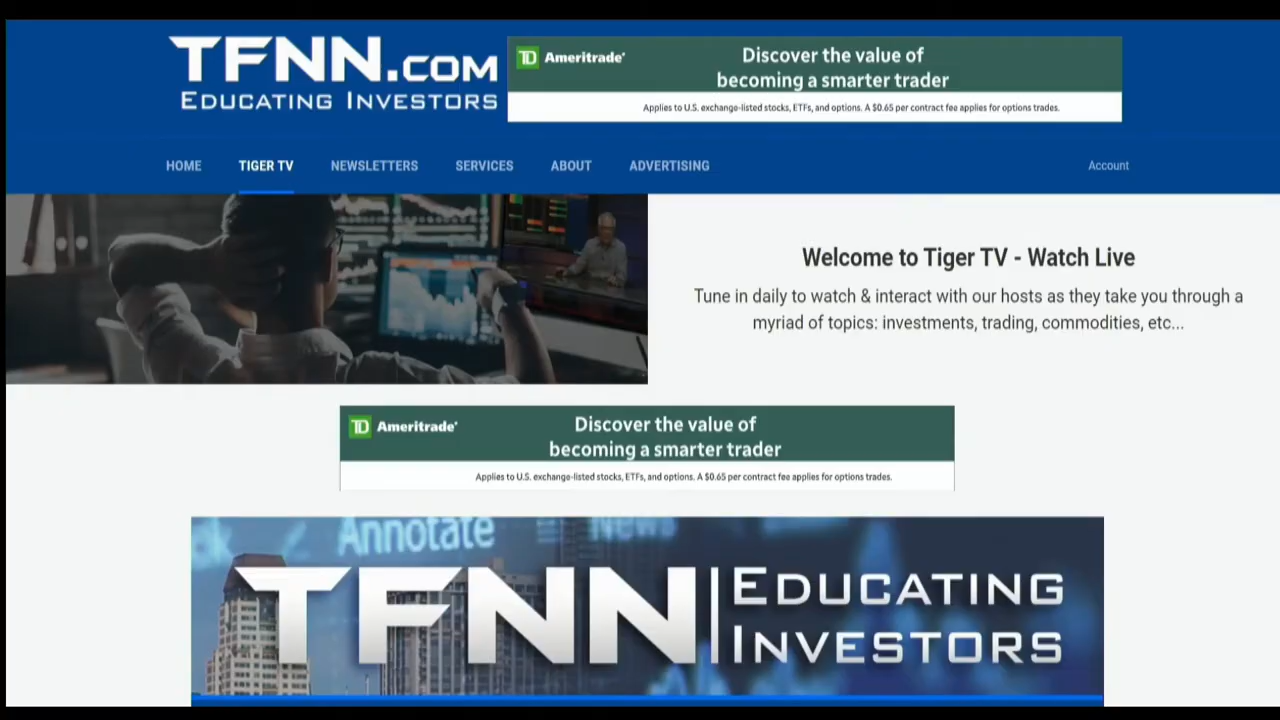 TFNN.COM
EDUCATING INVESTORS
TD Ameritrade
Discover the value of
becoming a smarter trader
Applies to U.S. exchange-listed stocks, ETFs, and options. A $0.65 per contract fee applies for options trades.
HOME TIGER TV NEWSLETTERS SERVICES ABOUT ADVERTISING Account
Welcome to Tiger TV - Watch Live
Tune in daily to watch & interact with our hosts as they take you through a
myriad of topics: investments, trading, commodities, etc...
TD Ameritrade
Discover the value of
becoming a smarter trader
Applies to U.S. exchange-listed stocks, ETFs, and options. A $0.65 per contract fee applies for options trades.
Annotate News
TFNN EDUCATING
INVESTORS